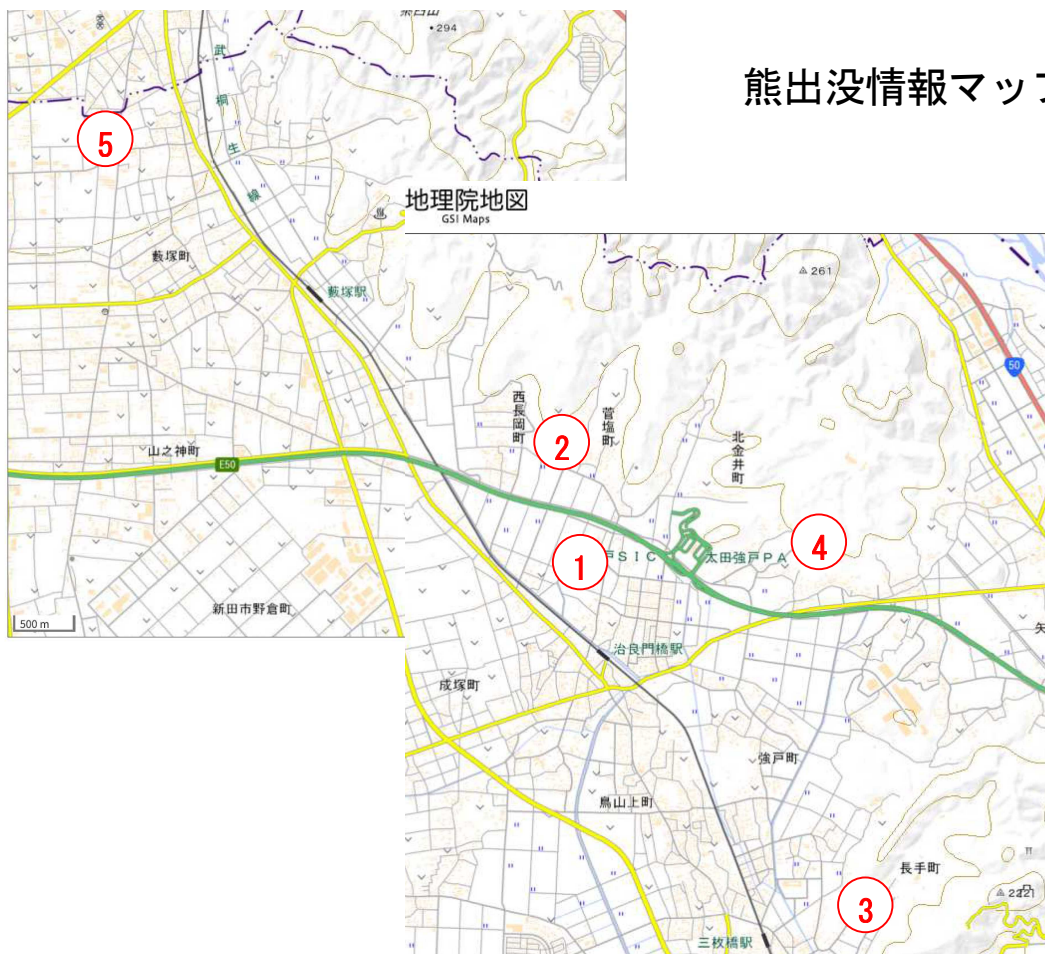 熊出没情報マップ
294
武
桐
生
線
5
地理院地図
GSI Maps
藪塚町
藪塚駅
261
50
西長岡町
菅塩町
北金井町
2
山之神町
E50
4
1
戸SIC
太田強戸PA
新田市野倉町
500 m
矢
治良門橋駅
成塚町
強戸町
鳥山上町
長手町
3
三枚橋駅